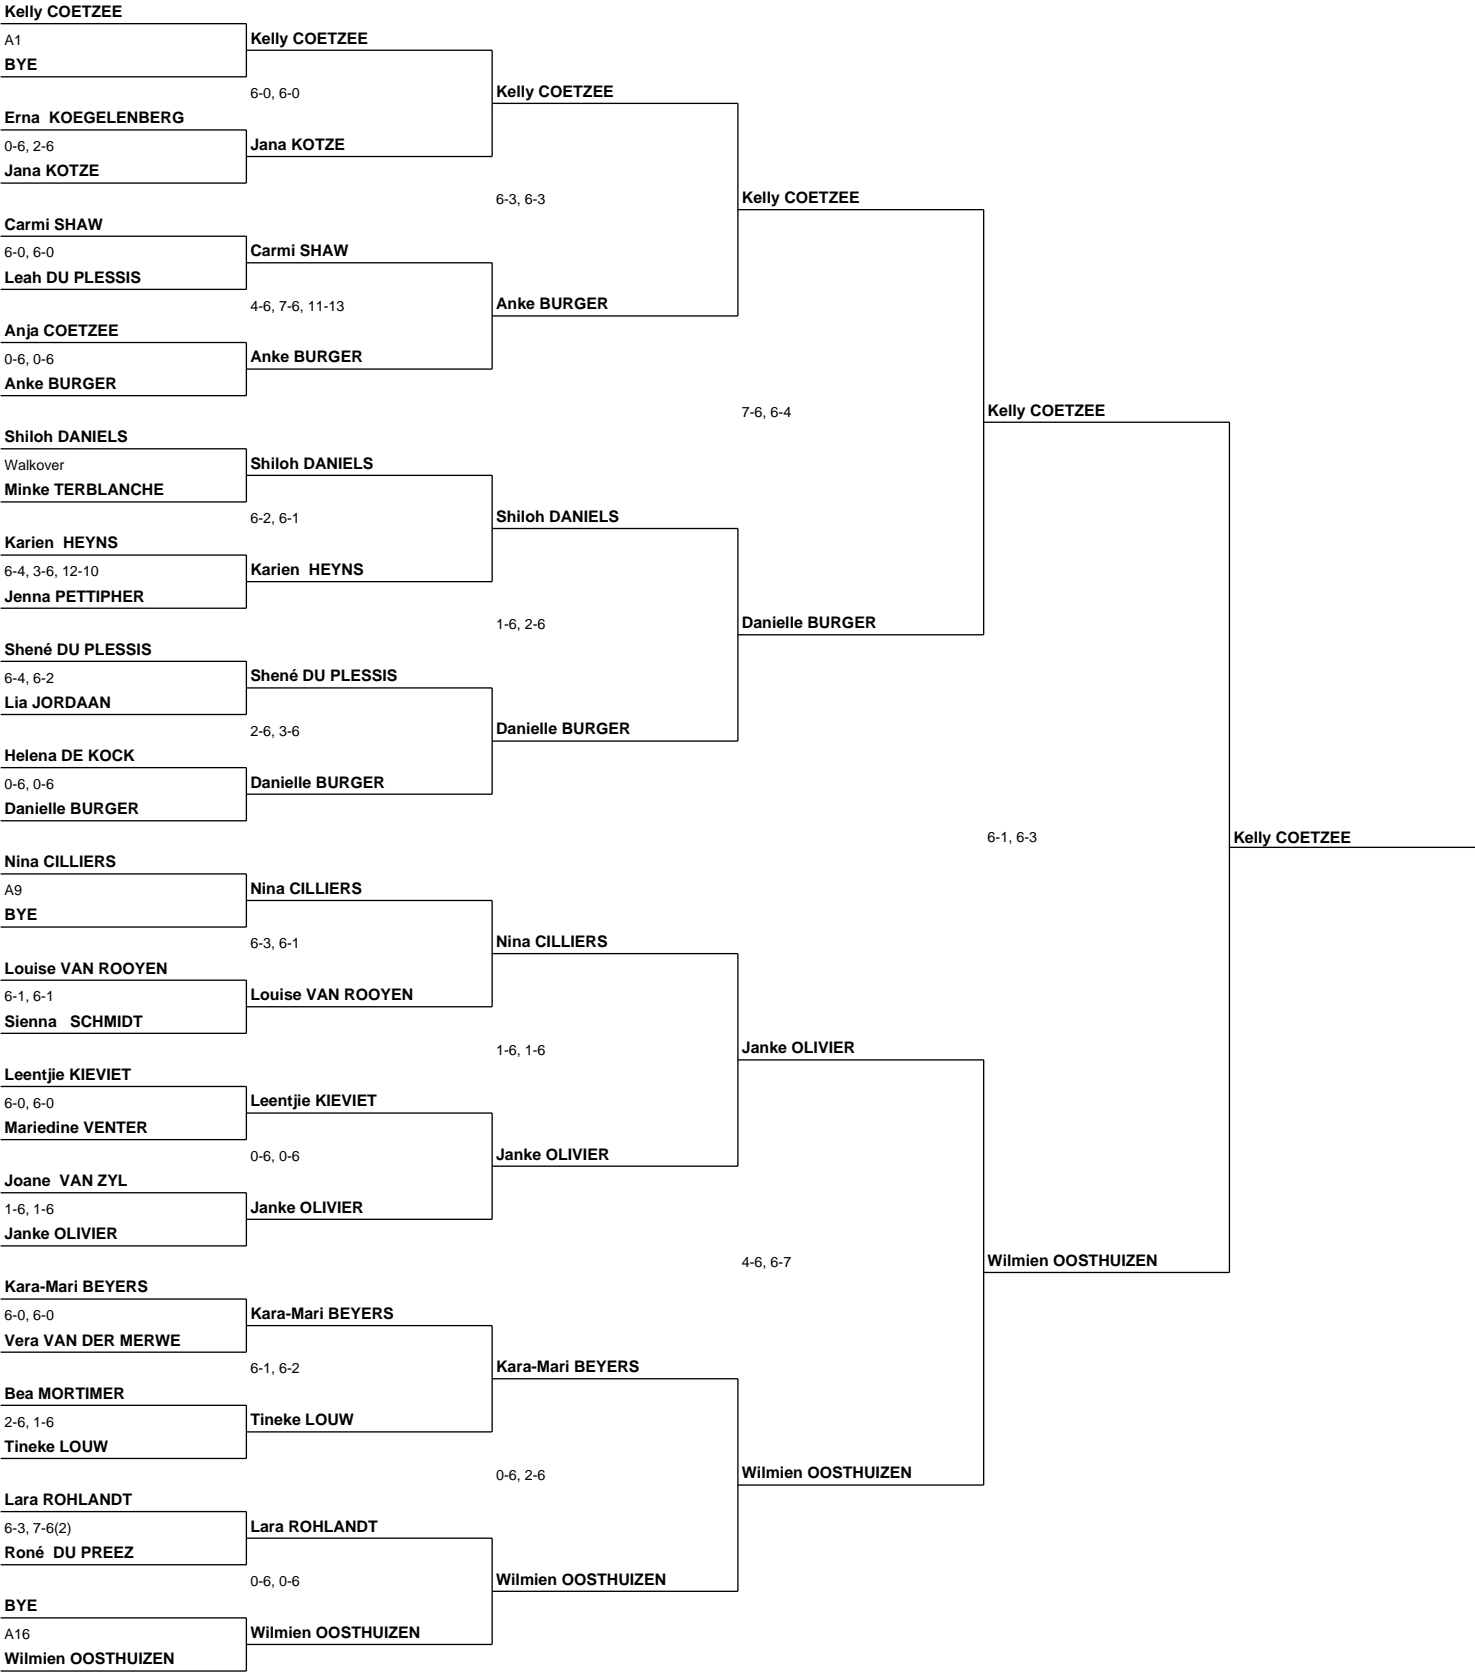 Kelly COETZEE
A1
BYE
Erna  KOEGELENBERG
0-6, 2-6
Jana KOTZE
Carmi SHAW
6-0, 6-0
Leah DU PLESSIS
Anja COETZEE
0-6, 0-6
Anke BURGER
Shiloh DANIELS
Walkover
Minke TERBLANCHE
Karien  HEYNS
6-4, 3-6, 12-10
Jenna PETTIPHER
Shené DU PLESSIS
6-4, 6-2
Lia JORDAAN
Helena DE KOCK
0-6, 0-6
Danielle BURGER
Nina CILLIERS
A9
BYE
Louise VAN ROOYEN
6-1, 6-1
Sienna   SCHMIDT
Leentjie KIEVIET
6-0, 6-0
Mariedine VENTER
Joane  VAN ZYL
1-6, 1-6
Janke OLIVIER
Kara-Mari BEYERS
6-0, 6-0
Vera VAN DER MERWE
Bea MORTIMER
2-6, 1-6
Tineke LOUW
Lara ROHLANDT
6-3, 7-6(2)
Roné  DU PREEZ
BYE
A16
Wilmien OOSTHUIZEN
Kelly COETZEE
6-0, 6-0
Jana KOTZE
Carmi SHAW
4-6, 7-6, 11-13
Anke BURGER
Shiloh DANIELS
6-2, 6-1
Karien  HEYNS
Shené DU PLESSIS
2-6, 3-6
Danielle BURGER
Nina CILLIERS
6-3, 6-1
Louise VAN ROOYEN
Leentjie KIEVIET
0-6, 0-6
Janke OLIVIER
Kara-Mari BEYERS
6-1, 6-2
Tineke LOUW
Lara ROHLANDT
0-6, 0-6
Wilmien OOSTHUIZEN
Kelly COETZEE
6-3, 6-3
Anke BURGER
Shiloh DANIELS
1-6, 2-6
Danielle BURGER
Nina CILLIERS
1-6, 1-6
Janke OLIVIER
Kara-Mari BEYERS
0-6, 2-6
Wilmien OOSTHUIZEN
Kelly COETZEE
7-6, 6-4
Danielle BURGER
Janke OLIVIER
4-6, 6-7
Wilmien OOSTHUIZEN
Kelly COETZEE
6-1, 6-3
Wilmien OOSTHUIZEN
Kelly COETZEE